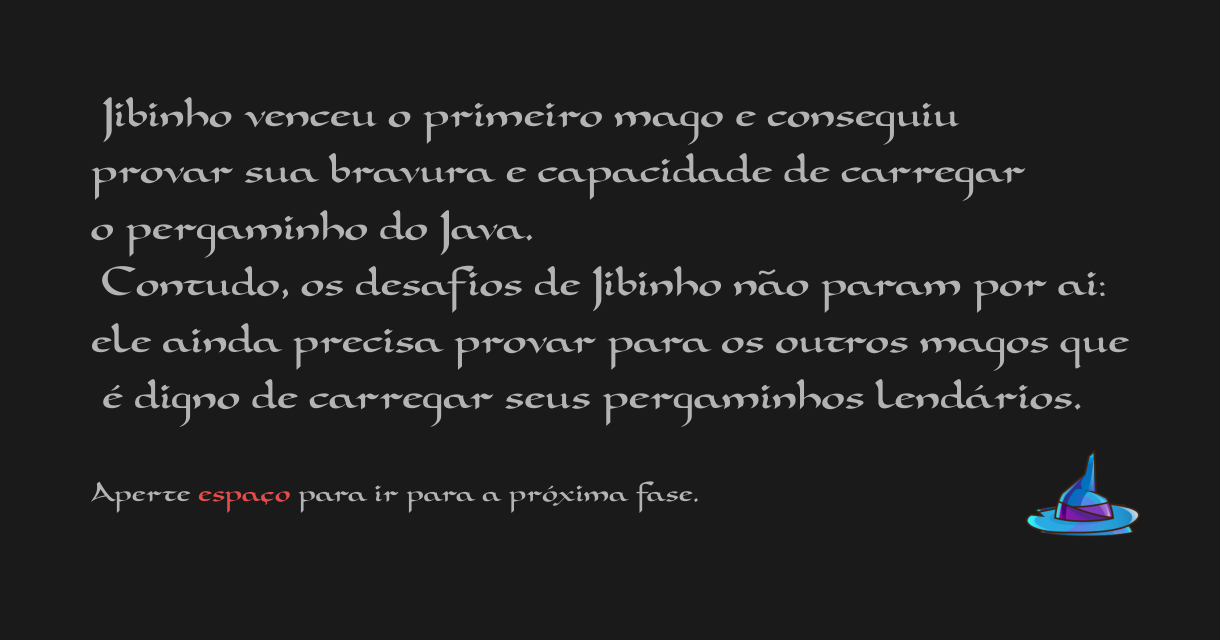 Jibinho venceu o primeiro mago e conseguiu
provar sua bravura e capacidade de carregar
o pergaminho do Java.
Contudo, os desafios de Jibinho não param por ai:
ele ainda precisa provar para os outros magos que
é digno de carregar seus pergaminhos lendários.
Aperte espaço para ir para a próxima fase.